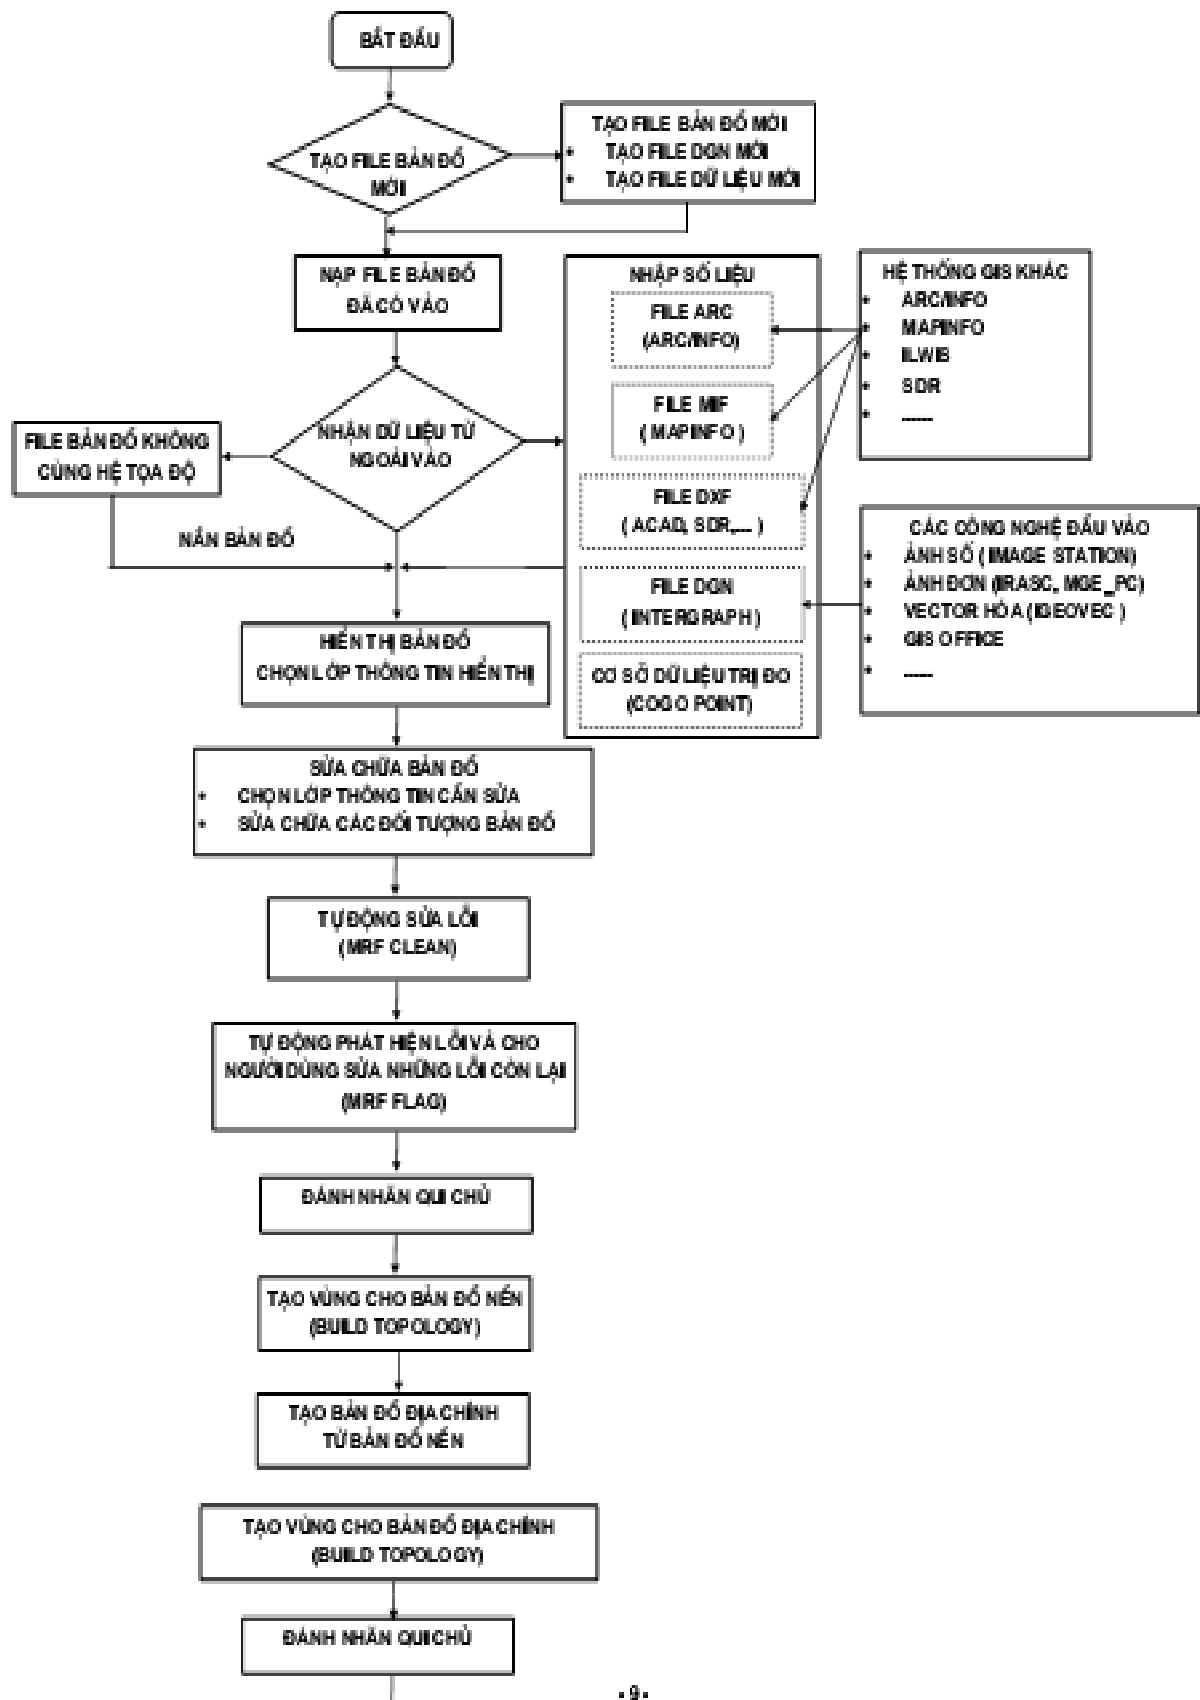 BẮT ĐẦU
TẠO FILE BẢN ĐỒ
MỚI
TẠO FILE BẢN ĐỒ MỚI
• TẠO FILE DGN MỚI
• TẠO FILE DỮ LIỆU MỚI
NẠP FILE BẢN ĐỒ
ĐÃ CÓ VÀO
NHẬN DỮ LIỆU TỪ
NGOÀI VÀO
FILE BẢN ĐỒ KHÔNG
CÙNG HỆ TỌA ĐỘ
NẮN BẢN ĐỒ
NHẬP SỐ LIỆU
FILE ARC
(ARC/INFO)
FILE MIF
( MAPINFO )
FILE DXF
( ACAD, SDR,... )
FILE DGN
( INTERGRAPH )
CƠ SỞ DỮ LIỆU TRỊ ĐO
(COGO POINT)
HỆ THỐNG GIS KHÁC
• ARC/INFO
• MAPINFO
• ILWIS
• SDR
• .....
CÁC CÔNG NGHỆ ĐẦU VÀO
• ẢNH SỐ ( IMAGE STATION)
• ẢNH ĐƠN (IRASC, MGE_PC)
• VECTOR HÓA (IGEOVEC )
• GIS OFFICE
• .....
HIỂN THỊ BẢN ĐỒ
CHỌN LỚP THÔNG TIN HIỂN THỊ
SỬA CHỮA BẢN ĐỒ
• CHỌN LỚP THÔNG TIN CẦN SỬA
• SỬA CHỮA CÁC ĐỐI TƯỢNG BẢN ĐỒ
TỰ ĐỘNG SỬA LỖI
(MRF CLEAN)
TỰ ĐỘNG PHÁT HIỆN LỖI VÀ CHO
NGƯỜI DÙNG SỬA NHỮNG LỖI CÒN LẠI
(MRF FLAG)
ĐÁNH NHÃN QUI CHỦ
TẠO VÙNG CHO BẢN ĐỒ NỀN
(BUILD TOPOLOGY)
TẠO BẢN ĐỒ ĐỊA CHÍNH
TỪ BẢN ĐỒ NỀN
TẠO VÙNG CHO BẢN ĐỒ ĐỊA CHÍNH
(BUILD TOPOLOGY)
ĐÁNH NHÃN QUI CHỦ
- 9 -